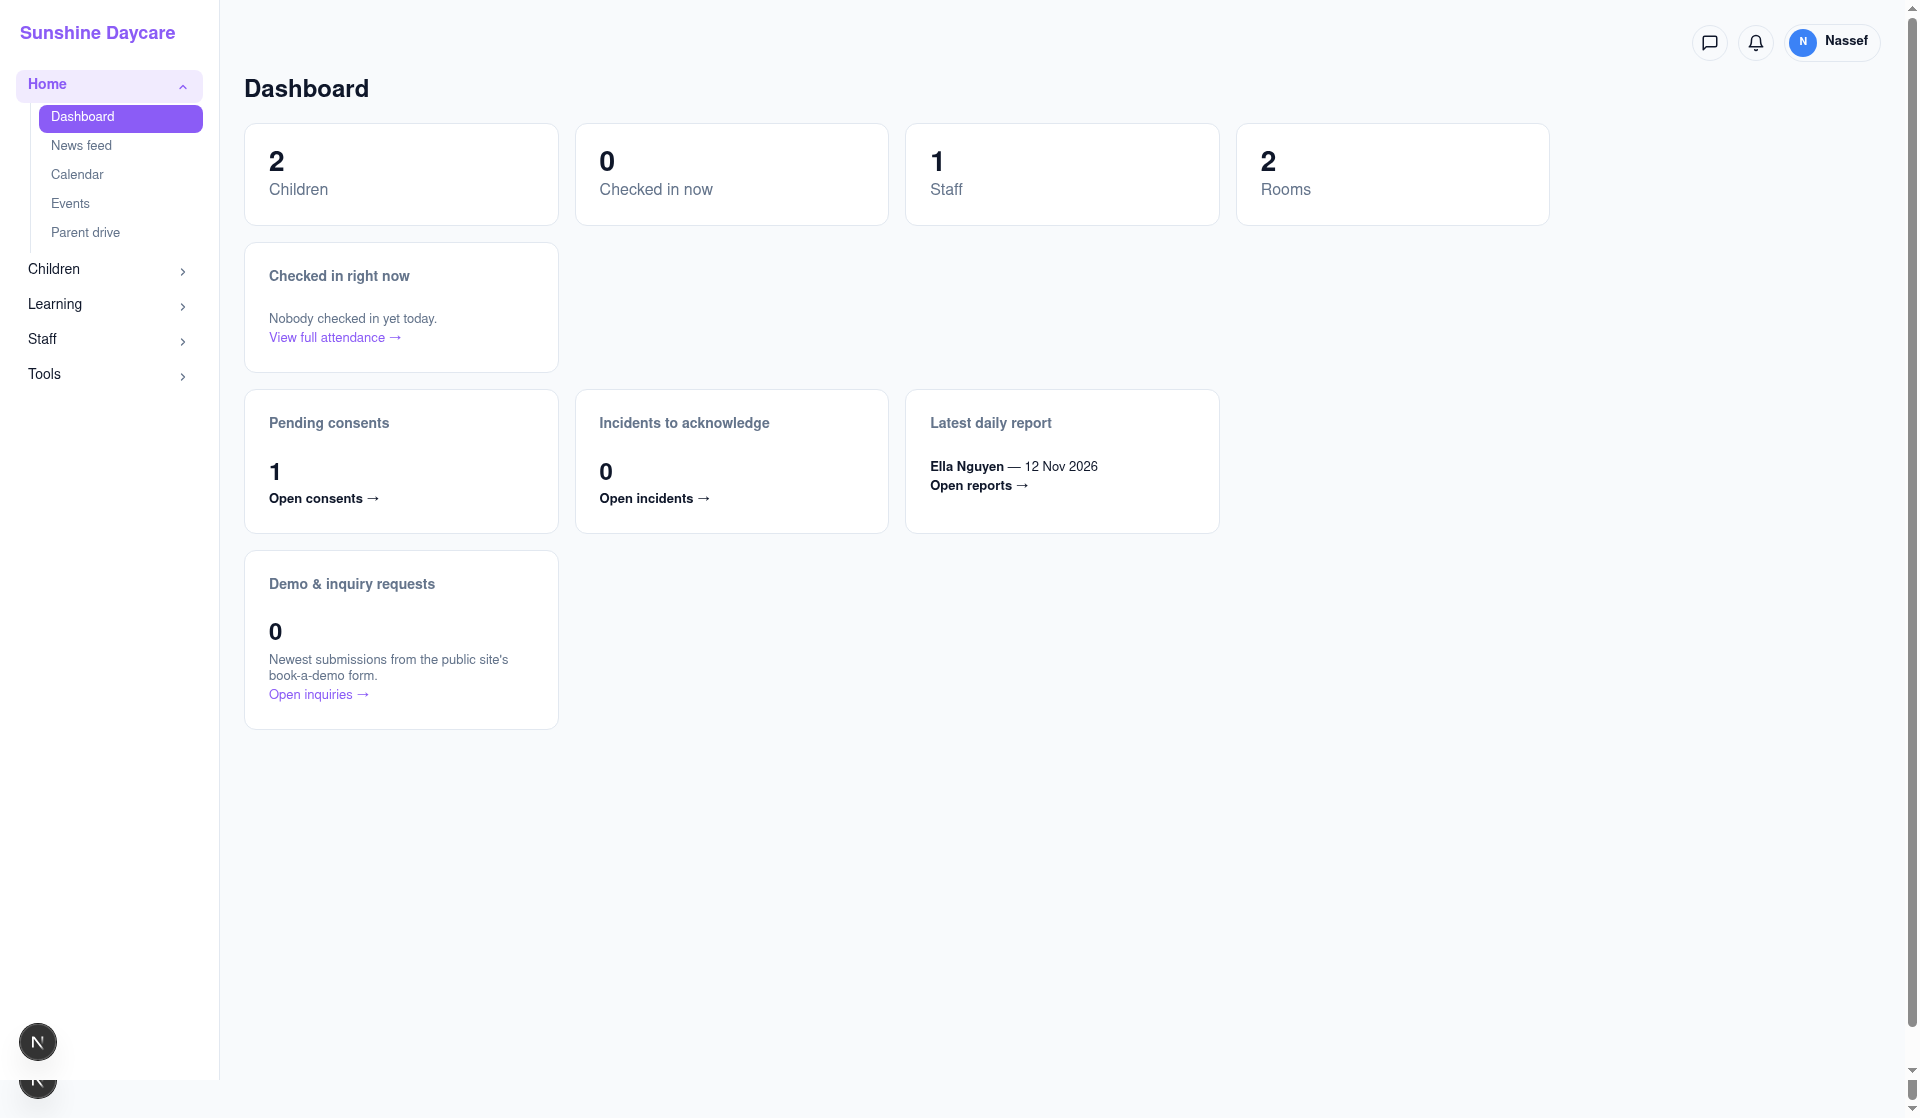 Sunshine Daycare
Nassef
N
Home
Dashboard
News feed
Calendar
Events
Parent drive
Children
Learning
Staff
Tools
Dashboard
2
Children
0
Checked in now
1
Staff
2
Rooms
Checked in right now
Nobody checked in yet today.
View full attendance →
Pending consents
1
Open consents →
Incidents to acknowledge
0
Open incidents →
Latest daily report
Ella Nguyen — 12 Nov 2026
Open reports →
Demo & inquiry requests
0
Newest submissions from the public site's
book-a-demo form.
Open inquiries →
N
N